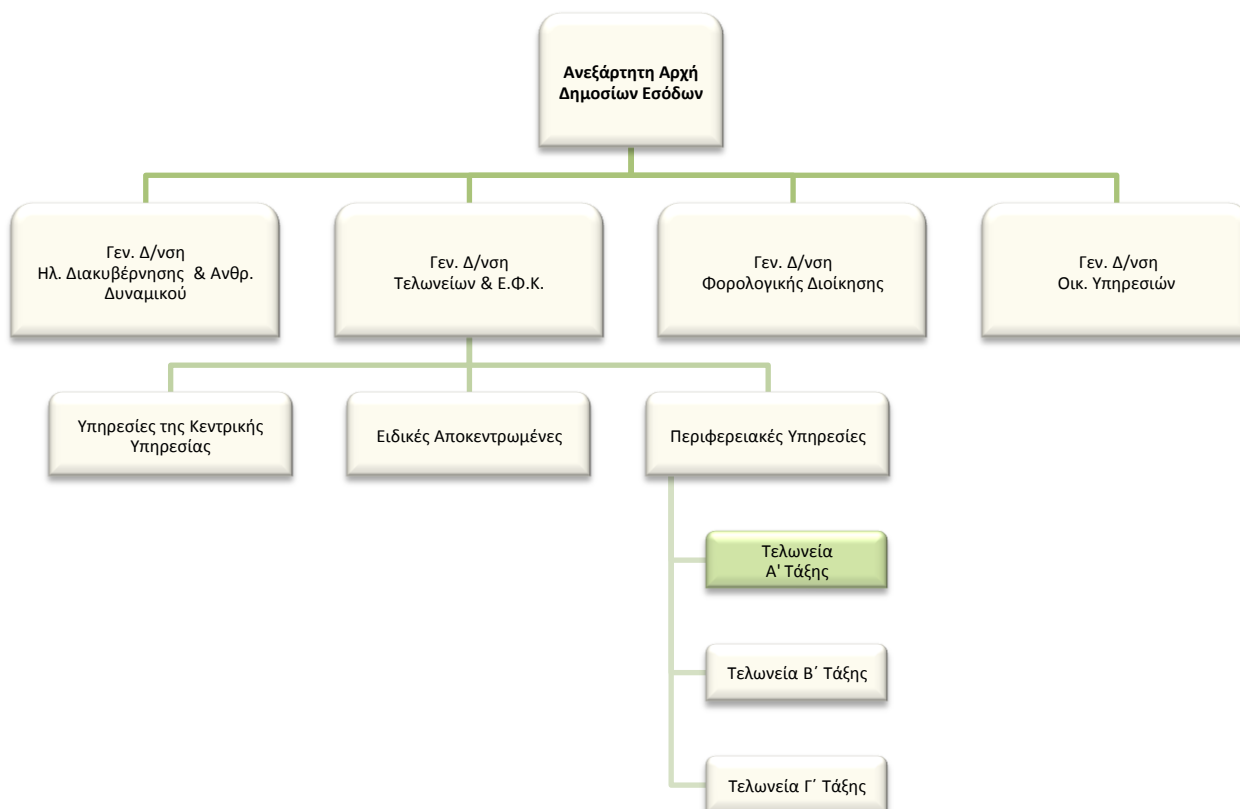 Ανεξάρτητη Αρχή
Δημοσίων Εσόδων
Γεν. Δ/νση
Ηλ. Διακυβέρνησης & Ανθρ.
Δυναμικού
Γεν. Δ/νση
Τελωνείων & Ε.Φ.Κ.
Γεν. Δ/νση
Φορολογικής Διοίκησης
Γεν. Δ/νση
Οικ. Υπηρεσιών
Υπηρεσίες της Κεντρικής
Υπηρεσίας
Ειδικές Αποκεντρωμένες
Περιφερειακές Υπηρεσίες
Τελωνεία
Α' Τάξης
Τελωνεία Β΄ Τάξης
Τελωνεία Γ΄ Τάξης